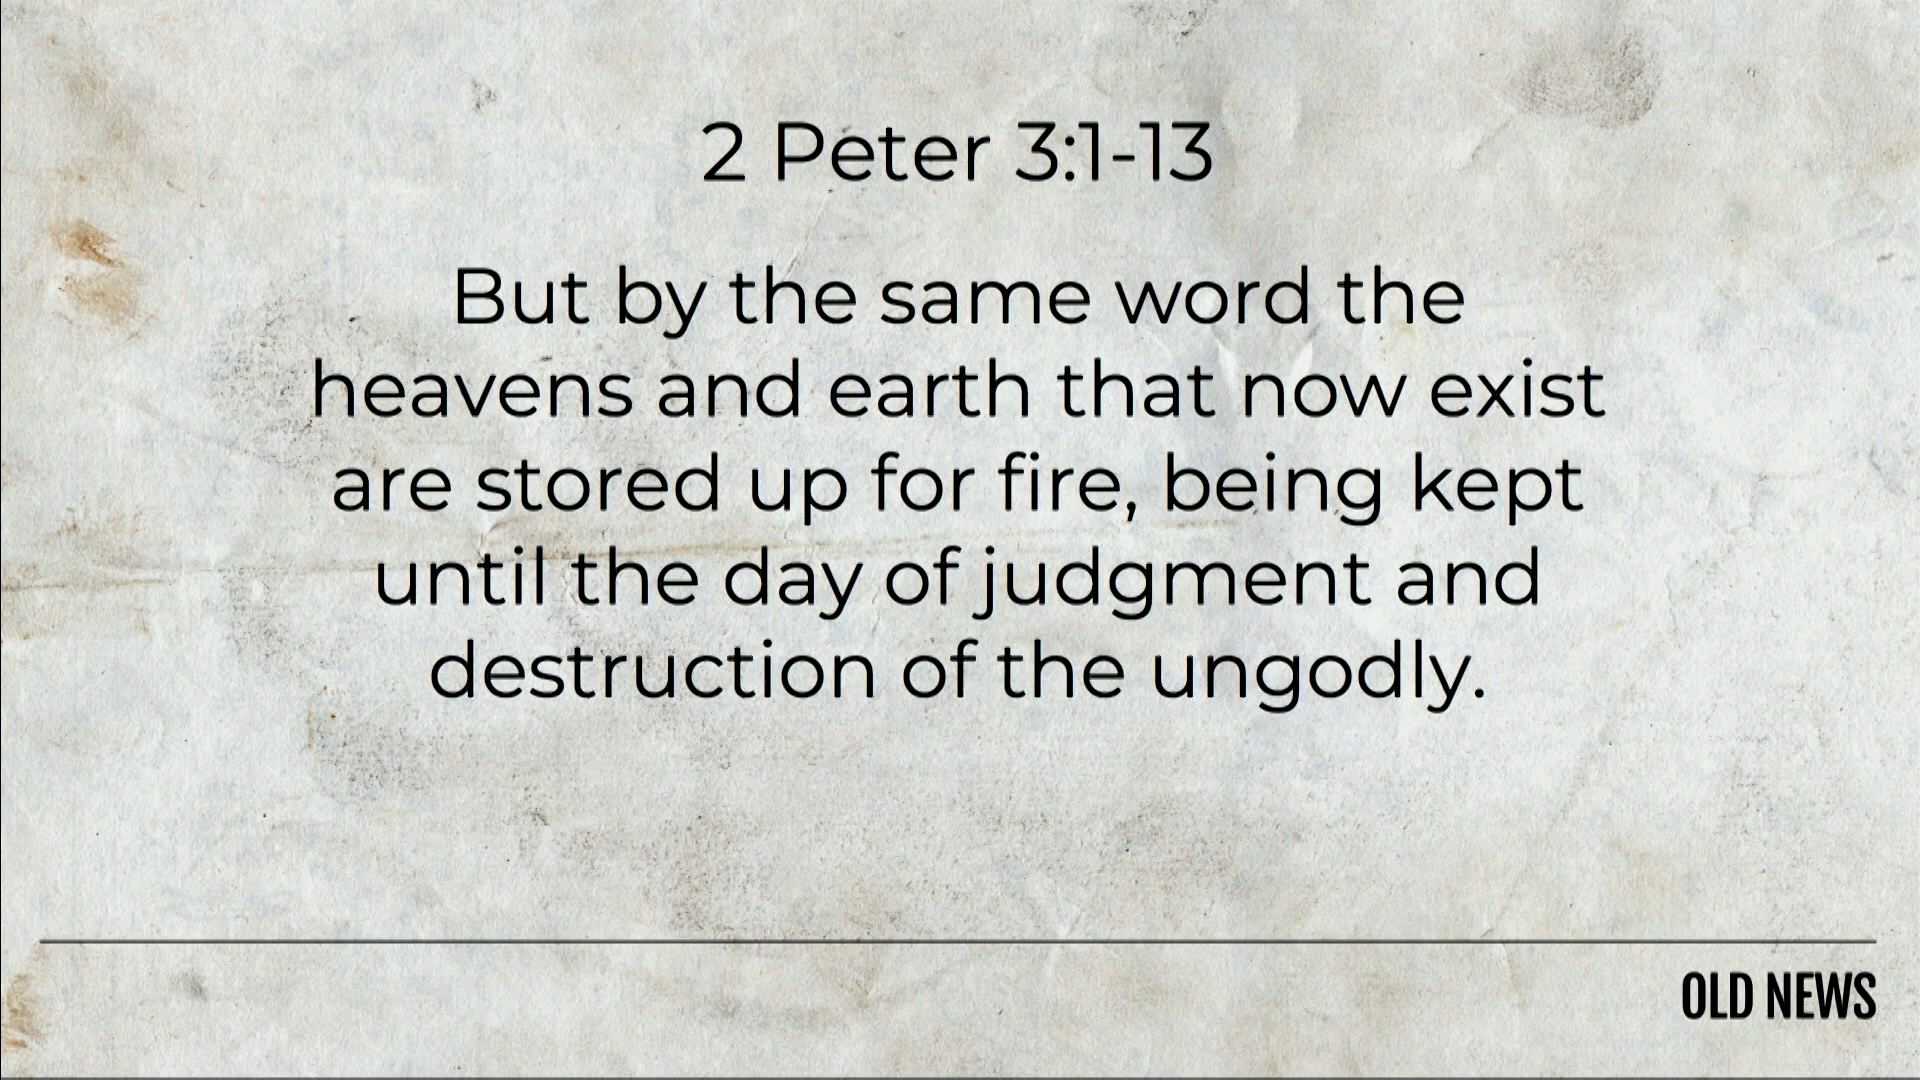 2 Peter 3:1-13
But by the same word the
heavens and earth that now exist
are stored up for fire, being kept
until the day of judgment and
destruction of the ungodly.
OLD NEWS